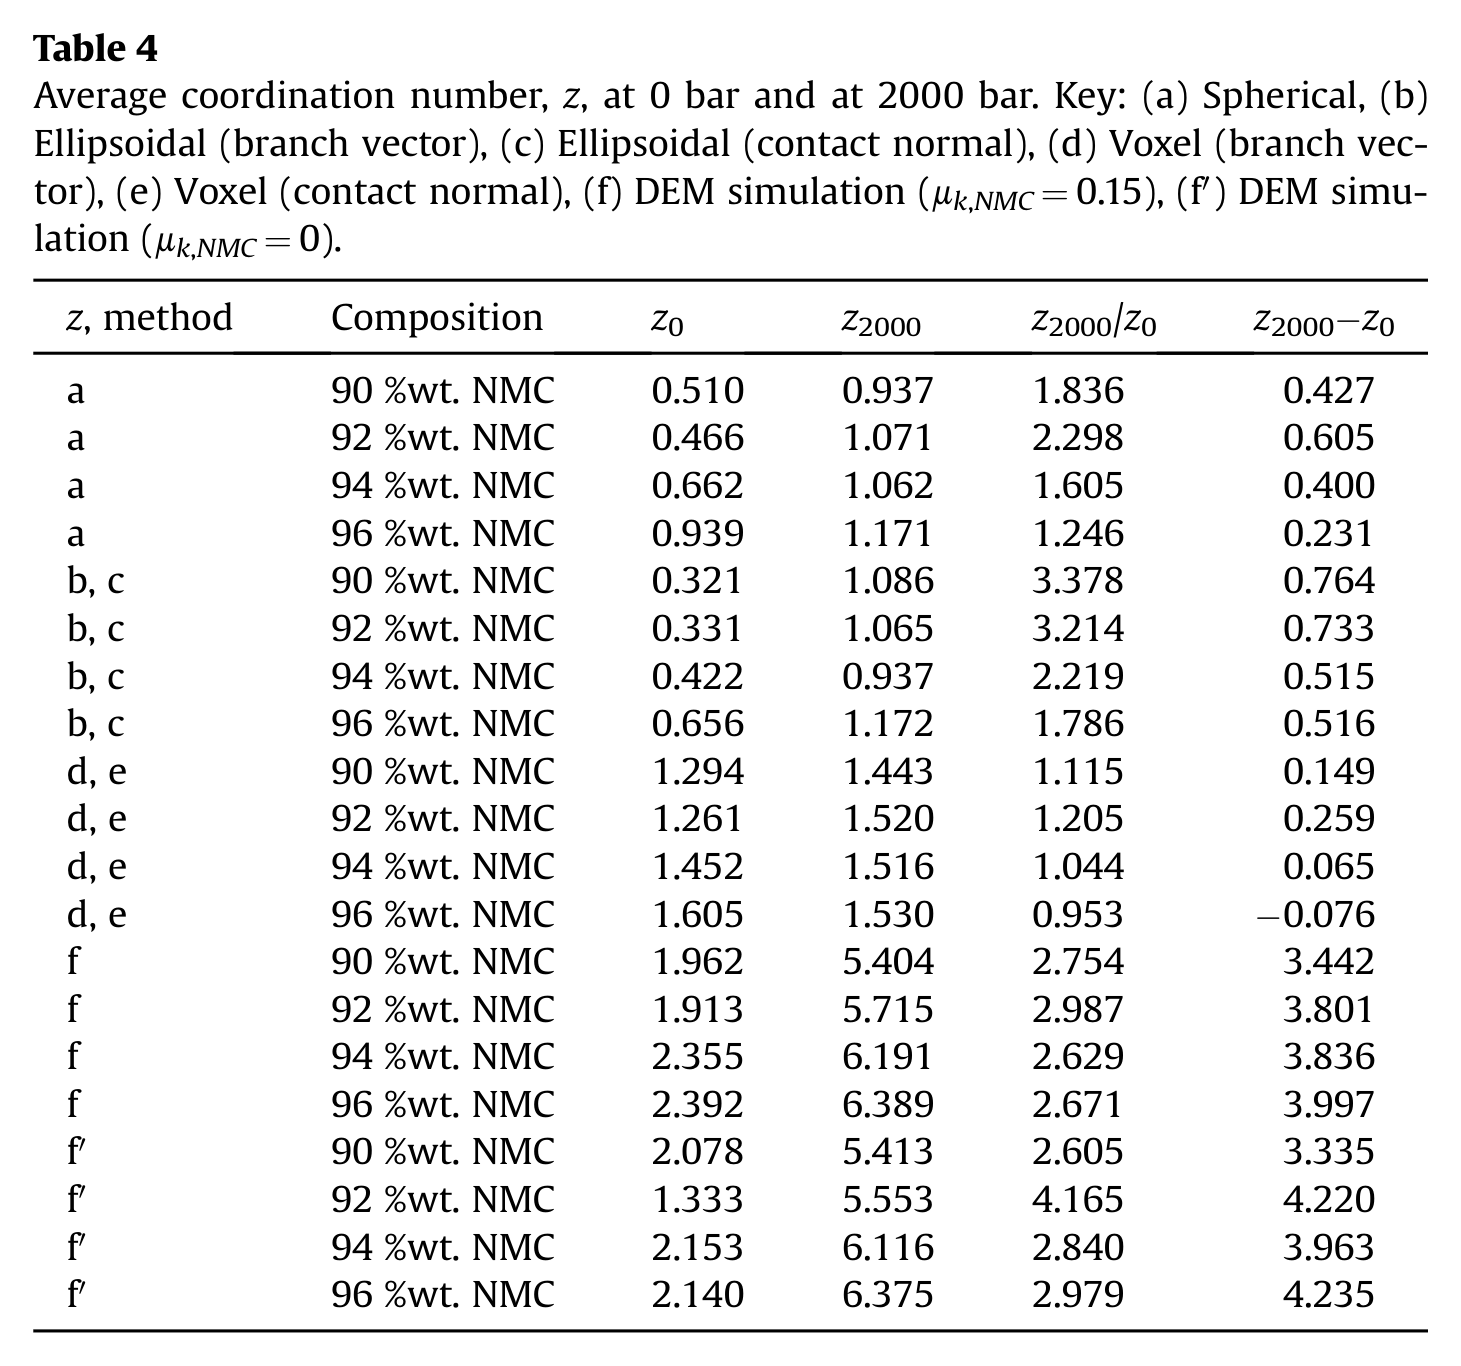 Table 4
Average coordination number, z, at 0 bar and at 2000 bar. Key: (a) Spherical, (b)
Ellipsoidal (branch vector), (c) Ellipsoidal (contact normal), (d) Voxel (branch vec-
tor), (e) Voxel (contact normal), (f) DEM simulation (μk,NMC = 0.15), (f′) DEM simu-
lation (μk,NMC = 0).
z, method Composition z0 z2000 z2000/z0 z2000−z0
a 90 %wt. NMC 0.510 0.937 1.836 0.427
a 92 %wt. NMC 0.466 1.071 2.298 0.605
a 94 %wt. NMC 0.662 1.062 1.605 0.400
a 96 %wt. NMC 0.939 1.171 1.246 0.231
b, c 90 %wt. NMC 0.321 1.086 3.378 0.764
b, c 92 %wt. NMC 0.331 1.065 3.214 0.733
b, c 94 %wt. NMC 0.422 0.937 2.219 0.515
b, c 96 %wt. NMC 0.656 1.172 1.786 0.516
d, e 90 %wt. NMC 1.294 1.443 1.115 0.149
d, e 92 %wt. NMC 1.261 1.520 1.205 0.259
d, e 94 %wt. NMC 1.452 1.516 1.044 0.065
d, e 96 %wt. NMC 1.605 1.530 0.953 −0.076
f 90 %wt. NMC 1.962 5.404 2.754 3.442
f 92 %wt. NMC 1.913 5.715 2.987 3.801
f 94 %wt. NMC 2.355 6.191 2.629 3.836
f 96 %wt. NMC 2.392 6.389 2.671 3.997
f′ 90 %wt. NMC 2.078 5.413 2.605 3.335
f′ 92 %wt. NMC 1.333 5.553 4.165 4.220
f′ 94 %wt. NMC 2.153 6.116 2.840 3.963
f′ 96 %wt. NMC 2.140 6.375 2.979 4.235